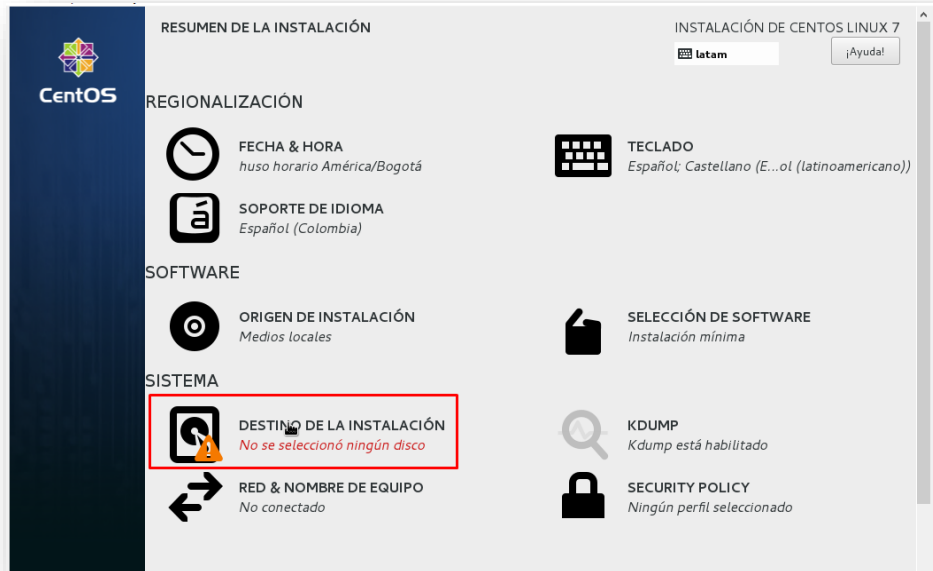 RESUMEN DE LA INSTALACIÓN
INSTALACIÓN DE CENTOS LINUX 7
latam
¡Ayuda!
CentOS
REGIONALIZACIÓN
FECHA & HORA
huso horario América/Bogotá
TECLADO
Español; Castellano (E...ol (latinoamericano))
á
SOPORTE DE IDIOMA
Español (Colombia)
SOFTWARE
ORIGEN DE INSTALACIÓN
Medios locales
SELECCIÓN DE SOFTWARE
Instalación mínima
SISTEMA
DESTINO DE LA INSTALACIÓN
No se seleccionó ningún disco
KDUMP
Kdump está habilitado
RED & NOMBRE DE EQUIPO
No conectado
SECURITY POLICY
Ningún perfil seleccionado